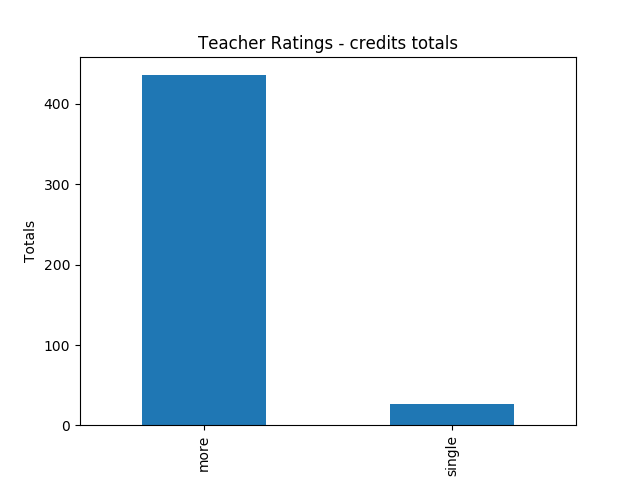 Teacher Ratings - credits totals
Totals
400
300
200
100
0
more
single